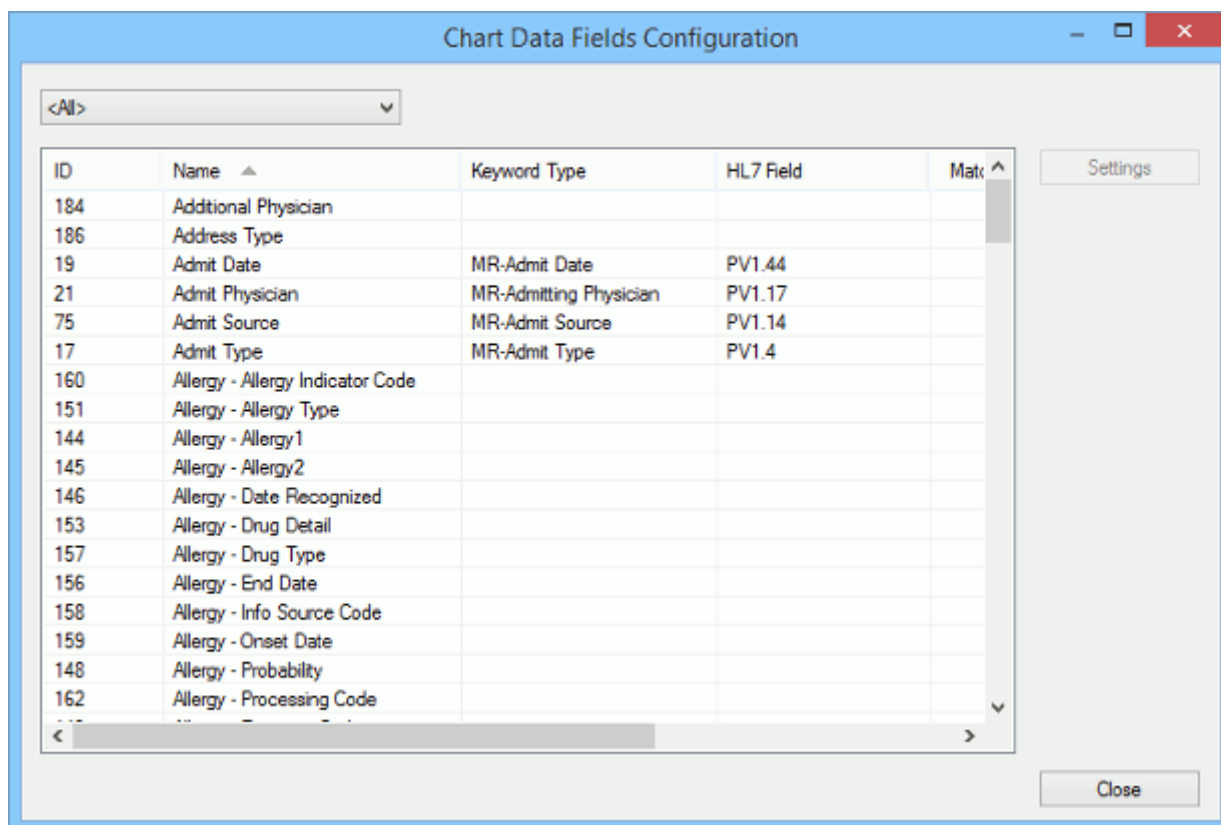 Chart Data Fields Configuration
<All>
ID Name Keyword Type HL7 Field Matc
Settings
184 Additional Physician
186 Address Type
19 Admit Date MR-Admit Date PV1.44
21 Admit Physician MR-Admitting Physician PV1.17
75 Admit Source MR-Admit Source PV1.14
17 Admit Type MR-Admit Type PV1.4
160 Allergy - Allergy Indicator Code
151 Allergy - Allergy Type
144 Allergy - Allergy1
145 Allergy - Allergy2
146 Allergy - Date Recognized
153 Allergy - Drug Detail
157 Allergy - Drug Type
156 Allergy - End Date
158 Allergy - Info Source Code
159 Allergy - Onset Date
148 Allergy - Probability
162 Allergy - Processing Code
Close